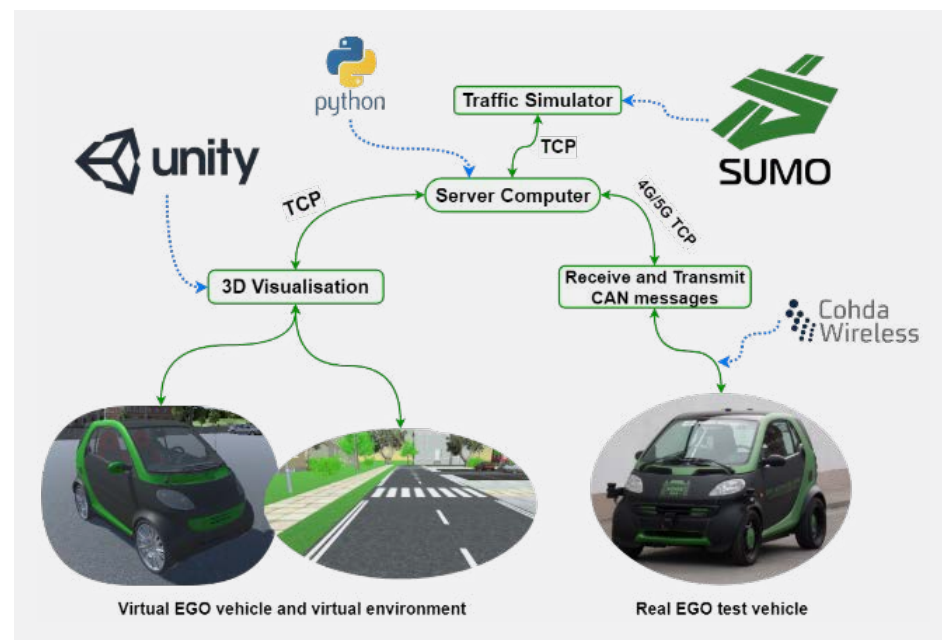 python
Traffic Simulator
SUMO
unity
TCP
TCP
Server Computer
4G/5G TCP
3D Visualisation
Receive and Transmit
CAN messages
Cohda
Wireless
Virtual EGO vehicle and virtual environment
Real EGO test vehicle